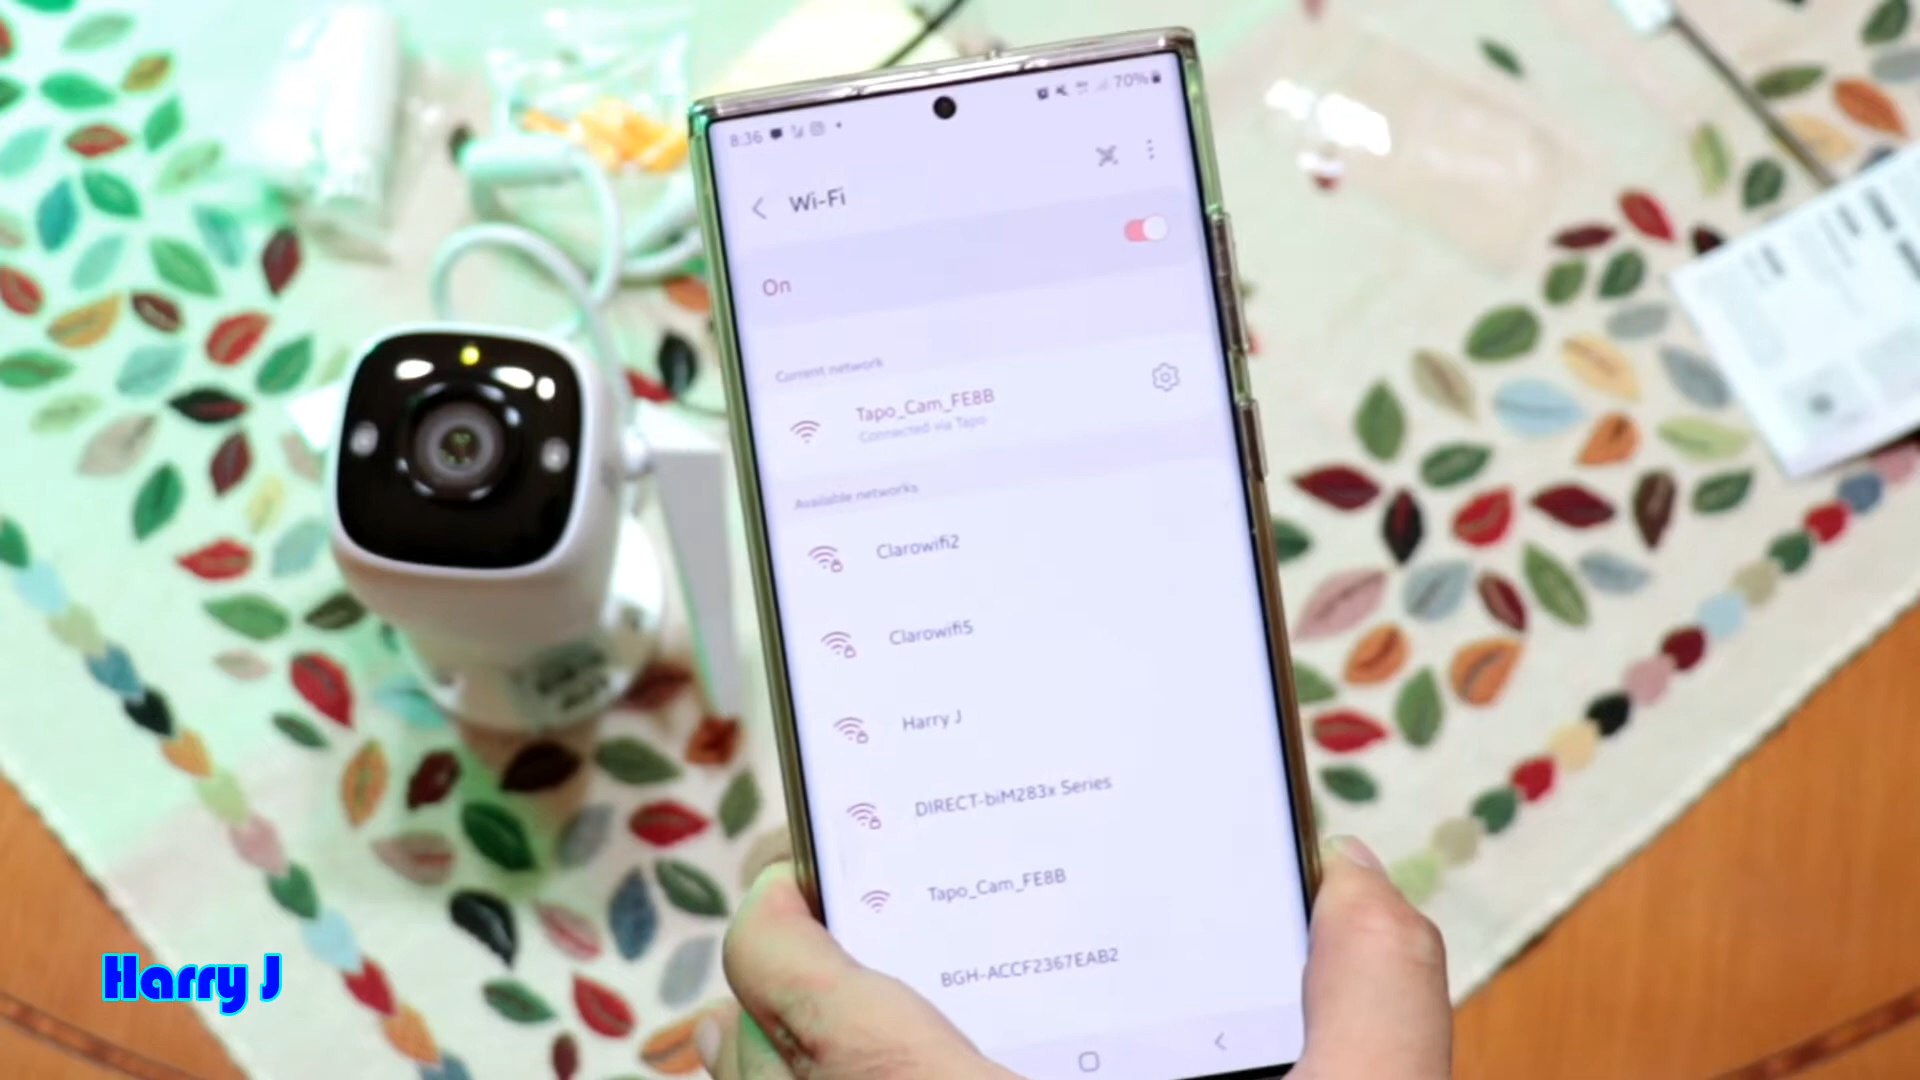 8:36
70%
Wi-Fi
On
Current network
Tapo_Cam_FE8B
Connected via Tapo
Available networks
Clarowifi2
Clarowifi5
Harry J
DIRECT-biM283x Series
Tapo_Cam_FE8B
BGH-ACCF2367EAB2
Harry J